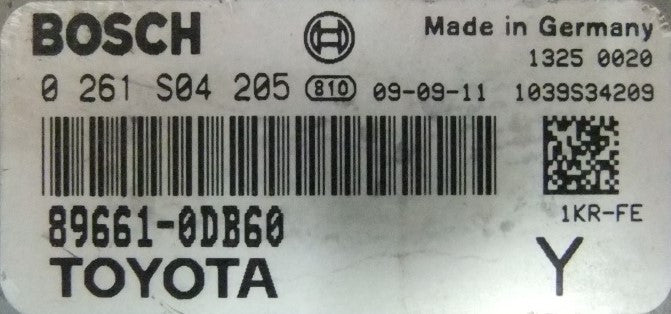 BOSCH Made in Germany
1325 0020
0 261 S04 205 810 09-09-11 1039S34209
89661-0DB60
1KR-FE
TOYOTA Y